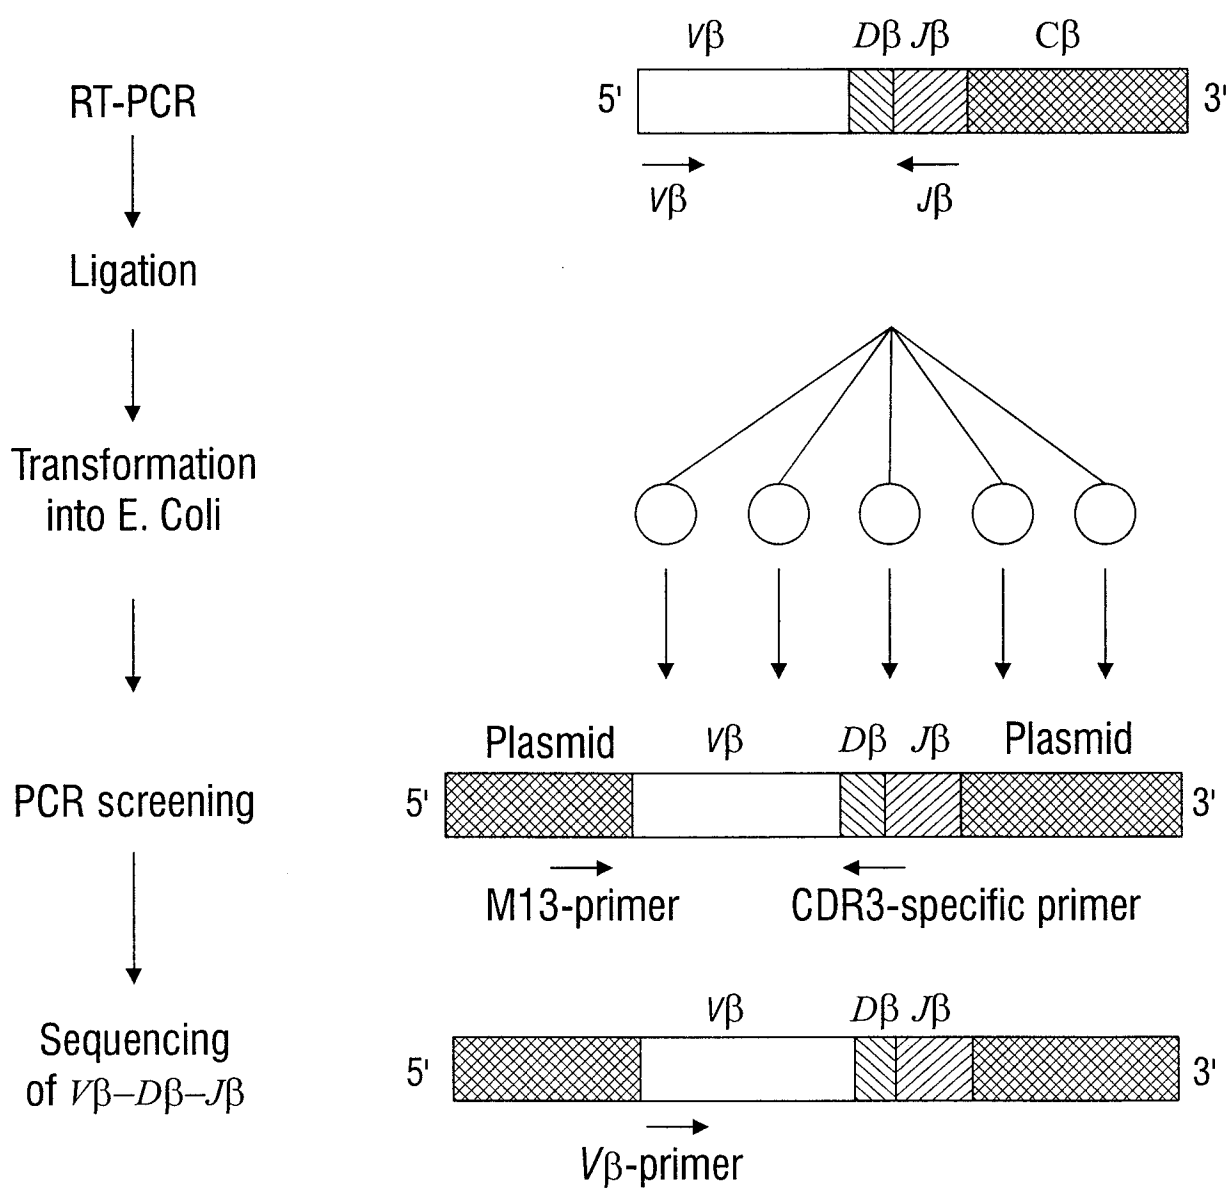 Vβ Dβ Jβ Cβ
RT-PCR 5' 3'
Vβ Jβ
Ligation
Transformation
into E. Coli
Plasmid Vβ Dβ Jβ Plasmid
PCR screening 5' 3'
M13-primer CDR3-specific primer
Vβ Dβ Jβ
Sequencing
of Vβ–Dβ–Jβ 5' 3'
Vβ-primer